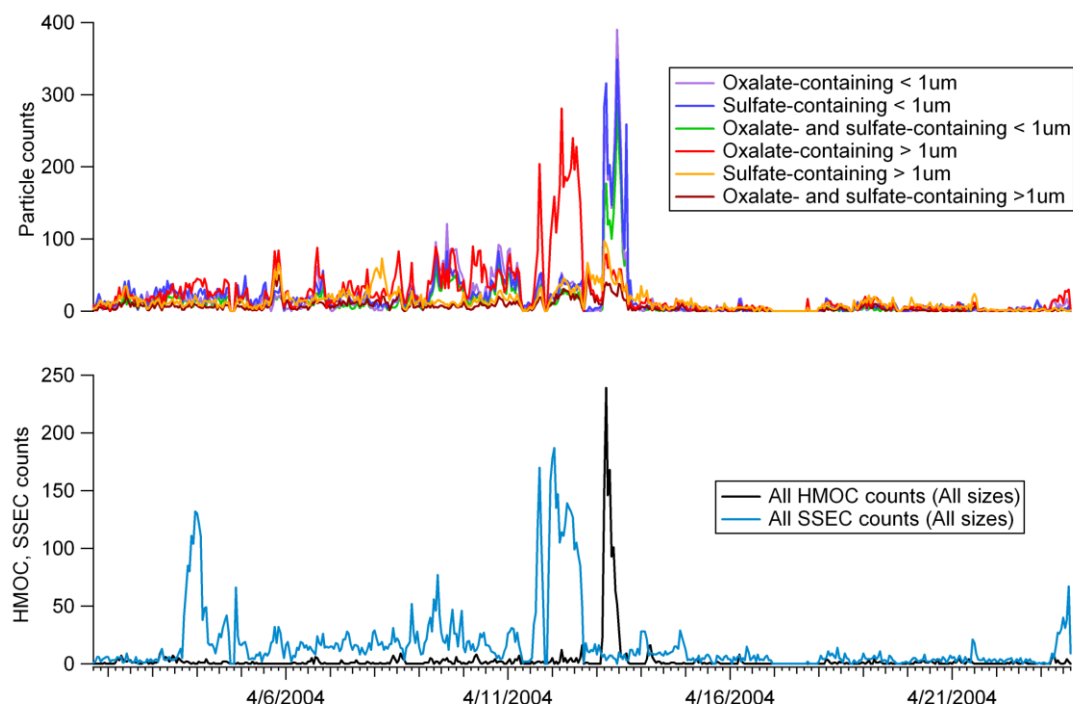 400
300
200
100
0
Particle counts
Oxalate-containing < 1um
Sulfate-containing < 1um
Oxalate- and sulfate-containing < 1um
Oxalate-containing > 1um
Sulfate-containing > 1um
Oxalate- and sulfate-containing >1um
250
200
150
100
50
0
HMOC, SSEC counts
All HMOC counts (All sizes)
All SSEC counts (All sizes)
4/6/2004
4/11/2004
4/16/2004
4/21/2004